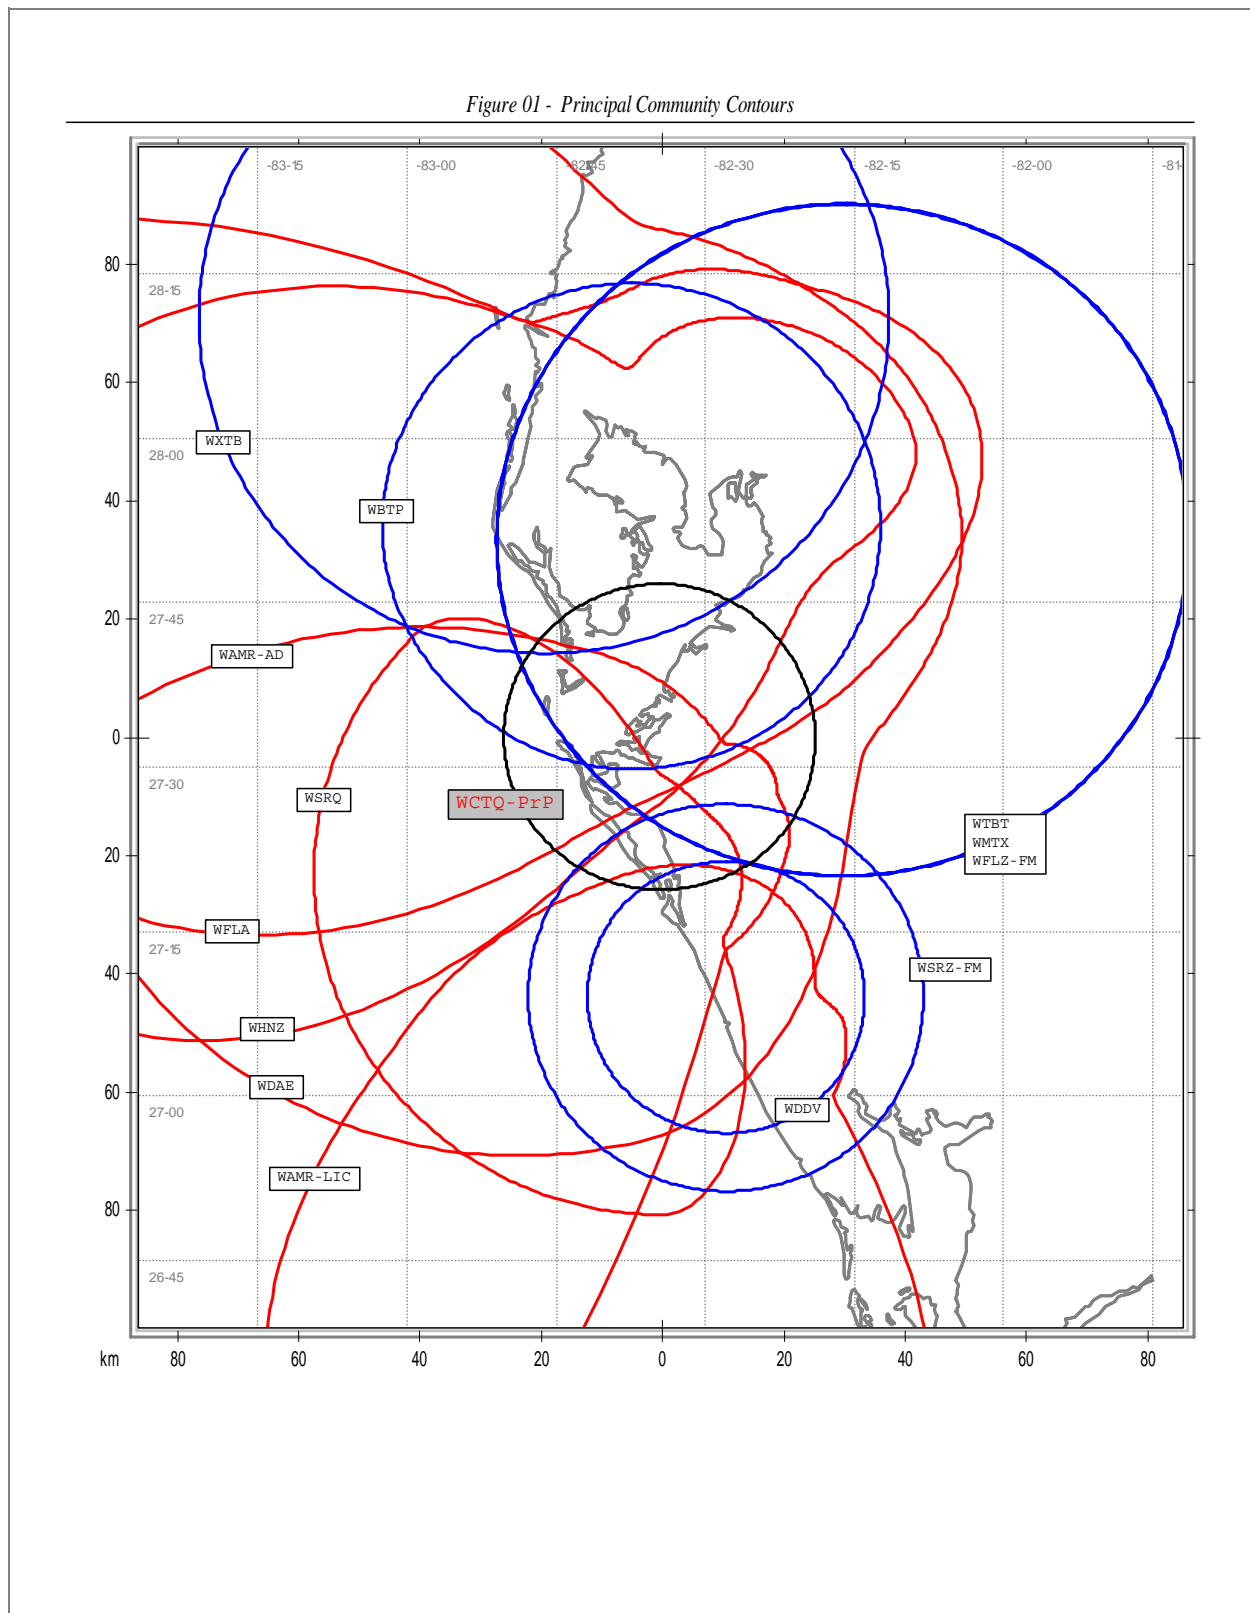 Figure 01 - Principal Community Contours
-83-15
-83-00
-82-45
-82-30
-82-15
-82-00
-81-
80
28-15
60
WXTB
28-00
WBTP
40
20
27-45
WAMR-AD
0
27-30
WSRQ
WCTQ-PrP
WTBT
WMTX
WFLZ-FM
20
WFLA
27-15
WSRZ-FM
40
WHNZ
WDAE
60
27-00
WDDV
WAMR-LIC
80
26-45
km 80 60 40 20 0 20 40 60 80